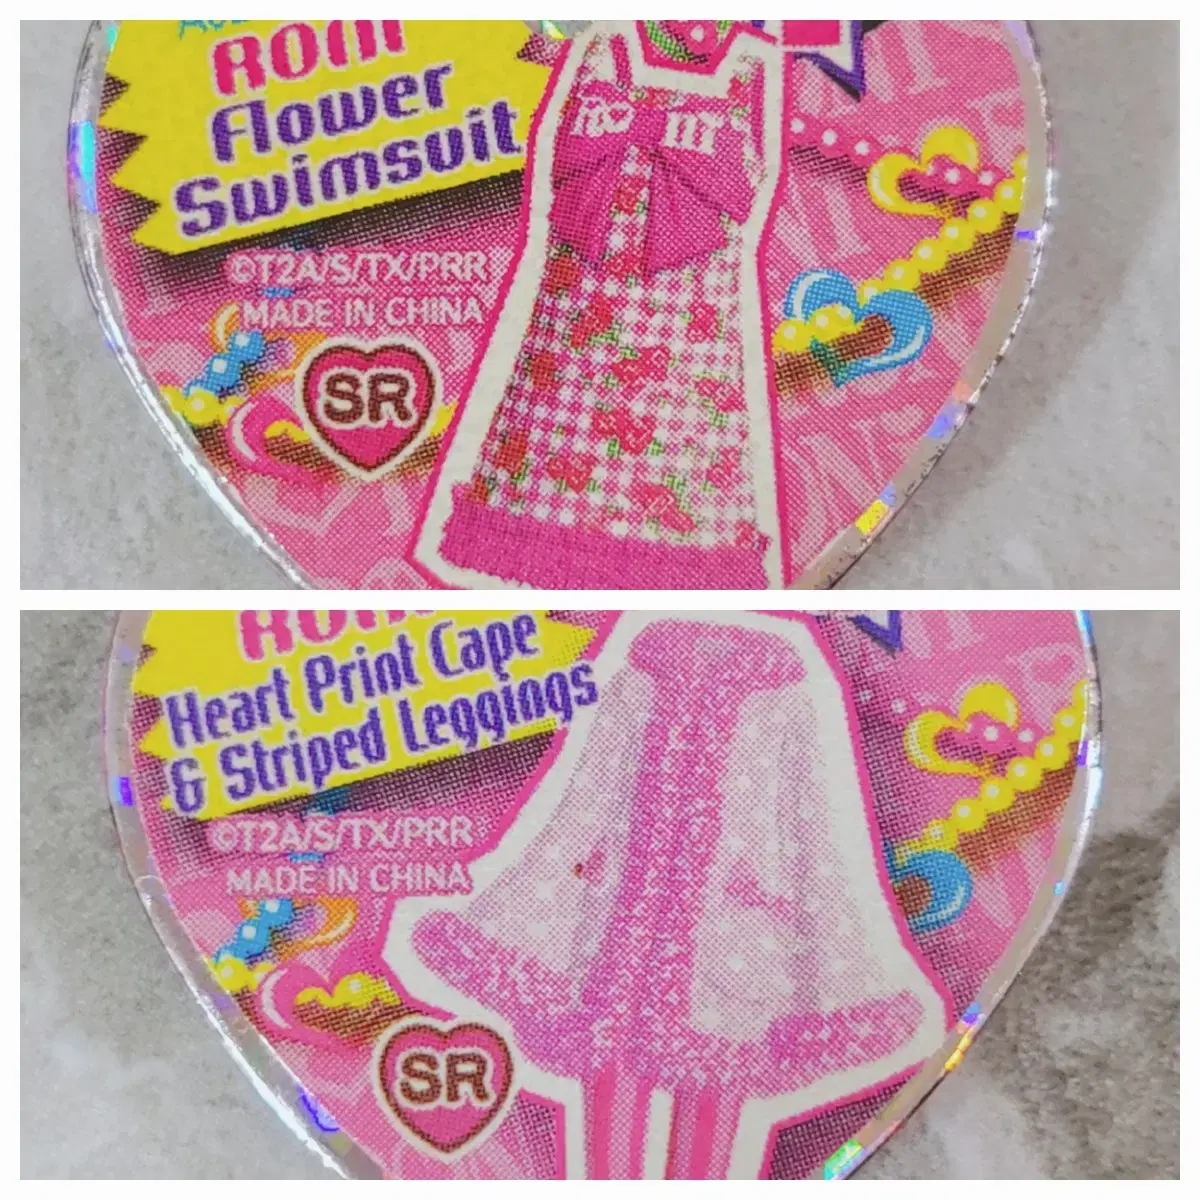 Flower
Swimsuit
©T2A/S/TX/PRR
MADE IN CHINA
SR
Heart Print Cape
& Striped Leggings
©T2A/S/TX/PRR
MADE IN CHINA
SR